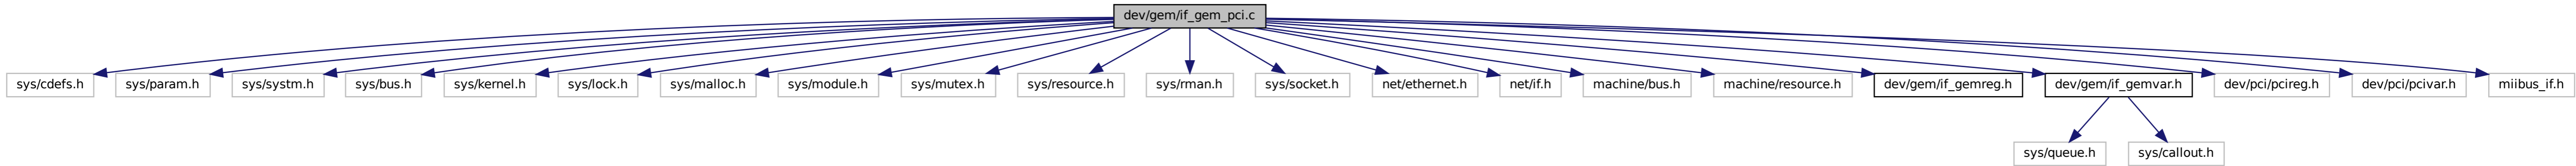 dev/gem/if_gem_pci.c
sys/cdefs.h
sys/param.h
sys/systm.h
sys/bus.h
sys/kernel.h
sys/lock.h
sys/malloc.h
sys/module.h
sys/mutex.h
sys/resource.h
sys/rman.h
sys/socket.h
net/ethernet.h
net/if.h
machine/bus.h
machine/resource.h
dev/gem/if_gemreg.h
dev/gem/if_gemvar.h
dev/pci/pcireg.h
dev/pci/pcivar.h
miibus_if.h
sys/queue.h
sys/callout.h